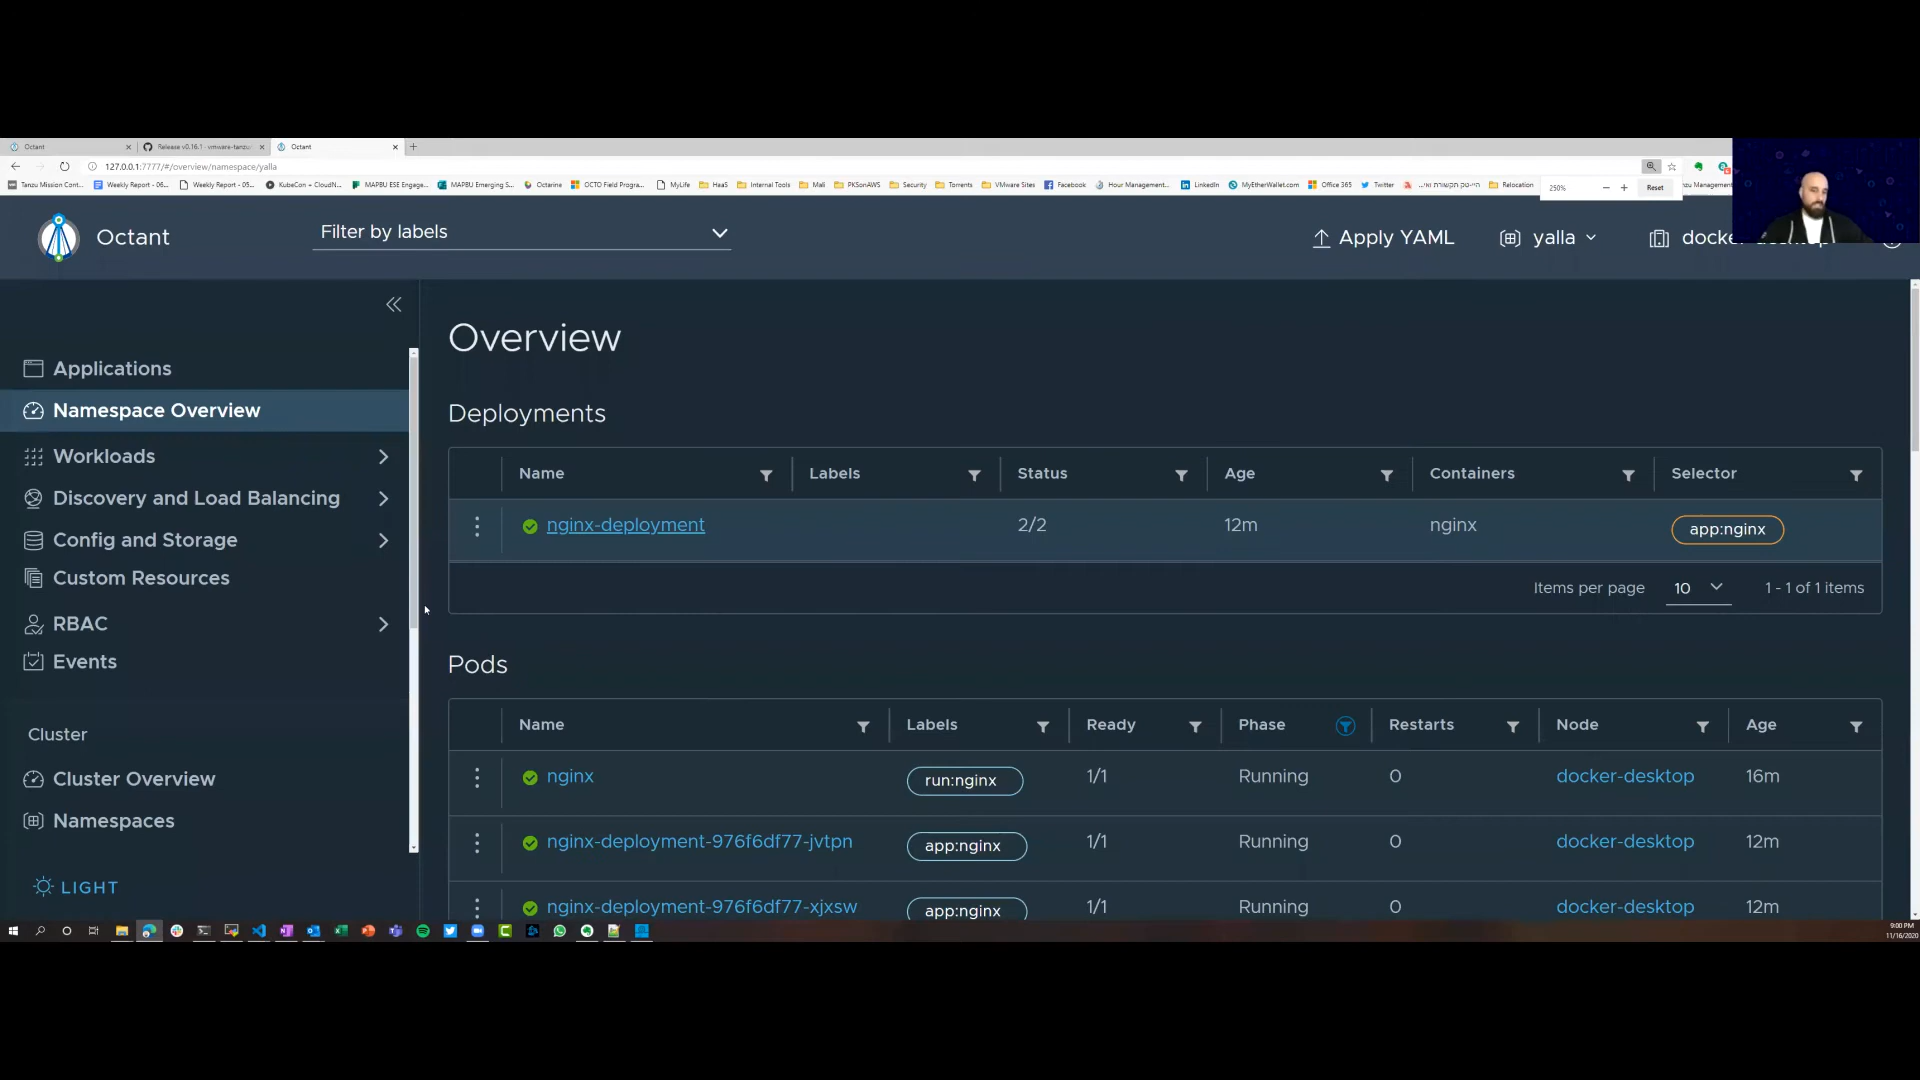 Octant
Release v0.16.1 · vmware-tanzu
Octant
127.0.0.1:7777/#/overview/namespace/yalla
Tanzu Mission Cont...
Weekly Report - 06...
Weekly Report - 05...
KubeCon + CloudN...
MAPBU ESE Engage...
MAPBU Emerging S...
Octarine
OCTO Field Progra...
MyLife
HaaS
Internal Tools
Mali
PKSonAWS
Security
Torrents
VMware Sites
Facebook
Hour Management...
LinkedIn
MyEtherWallet.com
Office 365
Twitter
Relocation
250%
Reset
Octant
Filter by labels
Apply YAML
yalla
Overview
Applications
Namespace Overview
Workloads
Discovery and Load Balancing
Config and Storage
Custom Resources
RBAC
Events
Cluster
Cluster Overview
Namespaces
LIGHT
Deployments
Name Labels Status Age Containers Selector
nginx-deployment 2/2 12m nginx app:nginx
Items per page 10 1 - 1 of 1 items
Pods
Name Labels Ready Phase Restarts Node Age
nginx run:nginx 1/1 Running 0 docker-desktop 16m
nginx-deployment-976f6df77-jvtpn app:nginx 1/1 Running 0 docker-desktop 12m
nginx-deployment-976f6df77-xjxsw app:nginx 1/1 Running 0 docker-desktop 12m
9:00 PM
11/16/2020